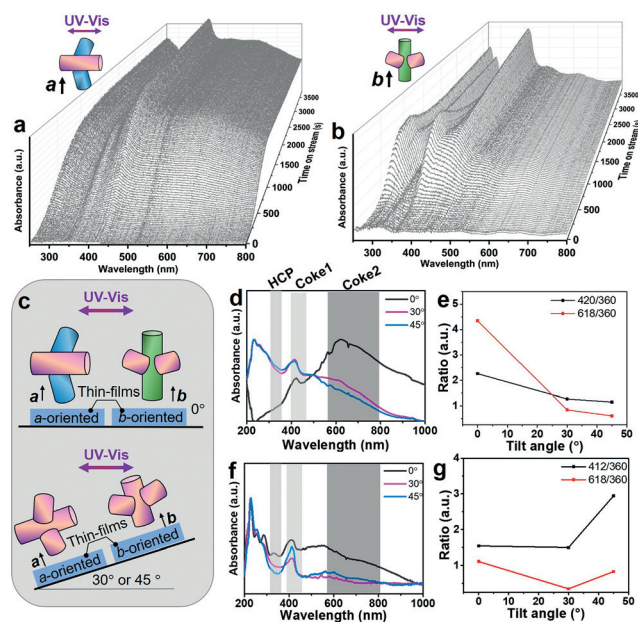 UV-Vis
a
a
Absorbance (a.u.)
300 400 500 600 700 800
Wavelength (nm)
0
500
1000
1500
2000
2500
3000
3500
Time on stream (s)
UV-Vis
b
b
Absorbance (a.u.)
300 400 500 600 700 800
Wavelength (nm)
0
500
1000
1500
2000
2500
3000
3500
Time on stream (s)
c
UV-Vis
a
b
Thin-films
a-oriented
b-oriented
0°
UV-Vis
a
b
Thin-films
a-oriented
b-oriented
30° or 45 °
d
HCP
Coke1
Coke2
0°
30°
45°
Absorbance (a.u.)
200 400 600 800 1000
Wavelength (nm)
e
420/360
618/360
Ratio (a.u.)
5
4
3
2
1
0 10 20 30 40 50
Tilt angle (°)
f
0°
30°
45°
Absorbance (a.u.)
200 400 600 800 1000
Wavelength (nm)
g
412/360
618/360
Ratio (a.u.)
4
3
2
1
0
0 10 20 30 40 50
Tilt angle (°)